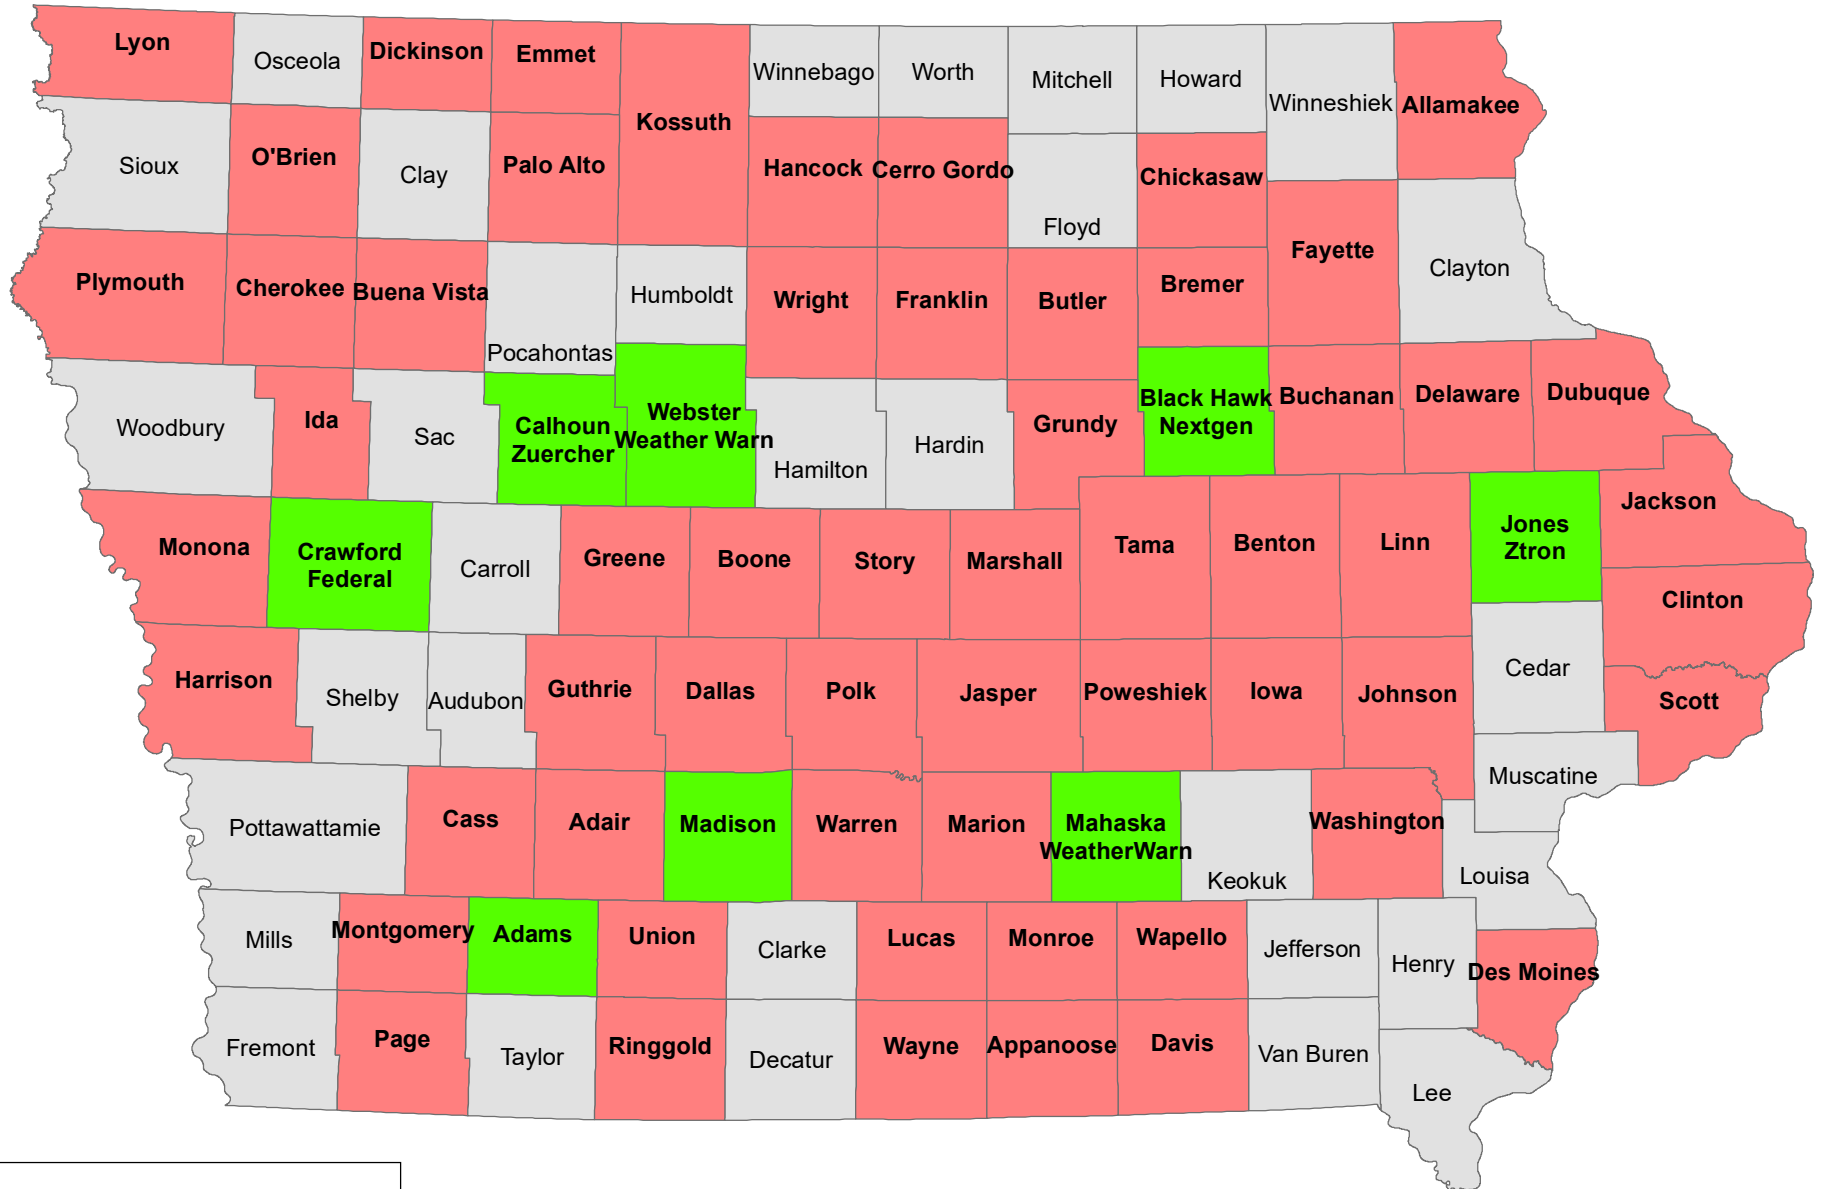 Lyon
Osceola
Dickinson
Emmet
Kossuth
Winnebago
Worth
Mitchell
Howard
Winneshiek
Allamakee
Sioux
O'Brien
Clay
Palo Alto
Hancock
Cerro Gordo
Floyd
Chickasaw
Fayette
Clayton
Plymouth
Cherokee
Buena Vista
Pocahontas
Humboldt
Wright
Franklin
Butler
Bremer
Woodbury
Ida
Sac
Calhoun
Zuercher
Webster
Weather Warn
Hamilton
Hardin
Grundy
Black Hawk
Nextgen
Buchanan
Delaware
Dubuque
Monona
Crawford
Federal
Carroll
Greene
Boone
Story
Marshall
Tama
Benton
Linn
Jones
Ztron
Jackson
Clinton
Harrison
Shelby
Audubon
Guthrie
Dallas
Polk
Jasper
Poweshiek
Iowa
Johnson
Cedar
Scott
Muscatine
Pottawattamie
Cass
Adair
Madison
Warren
Marion
Mahaska
WeatherWarn
Keokuk
Washington
Louisa
Mills
Montgomery
Adams
Union
Clarke
Lucas
Monroe
Wapello
Jefferson
Henry
Des Moines
Fremont
Page
Taylor
Ringgold
Decatur
Wayne
Appanoose
Davis
Van Buren
Lee